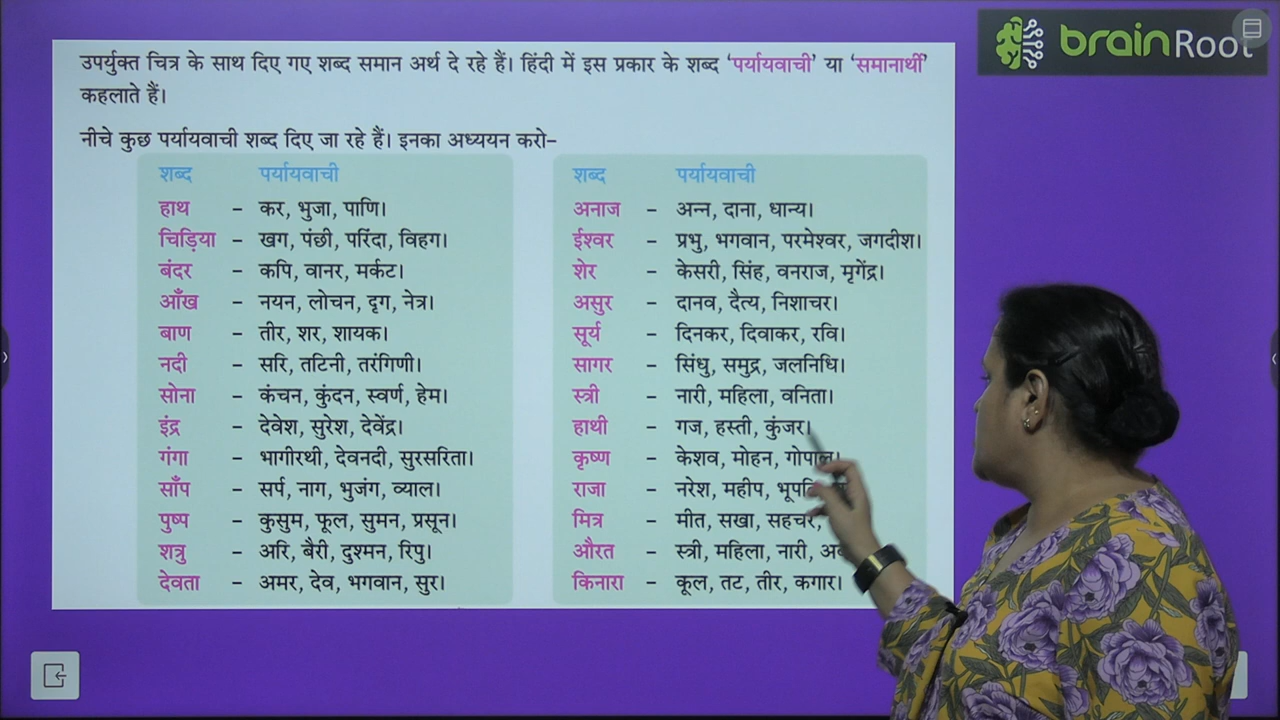 brainRoot
उपर्युक्त चित्र के साथ दिए गए शब्द समान अर्थ दे रहे हैं। हिंदी में इस प्रकार के शब्द ‘पर्यायवाची’ या ‘समानार्थी’
कहलाते हैं।
नीचे कुछ पर्यायवाची शब्द दिए जा रहे हैं। इनका अध्ययन करो–
शब्द पर्यायवाची
हाथ – कर, भुजा, पाणि।
चिड़िया – खग, पंछी, परिंदा, विहग।
बंदर – कपि, वानर, मर्कट।
आँख – नयन, लोचन, दृग, नेत्र।
बाण – तीर, शर, शायक।
नदी – सरि, तटिनी, तरंगिणी।
सोना – कंचन, कुंदन, स्वर्ण, हेम।
इंद्र – देवेश, सुरेश, देवेंद्र।
गंगा – भागीरथी, देवनदी, सुरसरिता।
साँप – सर्प, नाग, भुजंग, व्याल।
पुष्प – कुसुम, फूल, सुमन, प्रसून।
शत्रु – अरि, बैरी, दुश्मन, रिपु।
देवता – अमर, देव, भगवान, सुर।
शब्द पर्यायवाची
अनाज – अन्न, दाना, धान्य।
ईश्वर – प्रभु, भगवान, परमेश्वर, जगदीश।
शेर – केसरी, सिंह, वनराज, मृगेंद्र।
असुर – दानव, दैत्य, निशाचर।
सूर्य – दिनकर, दिवाकर, रवि।
सागर – सिंधु, समुद्र, जलनिधि।
स्त्री – नारी, महिला, वनिता।
हाथी – गज, हस्ती, कुंजर।
कृष्ण – केशव, मोहन, गोपाल।
राजा – नरेश, महीप,
मित्र – मीत, सखा, सहचर,
औरत – स्त्री, महिला, नारी,
किनारा – कूल, तट, तीर, कगार।